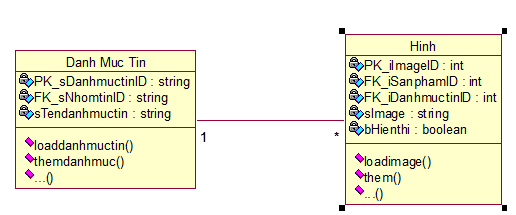 Danh Muc Tin
PK_sDanhmuctinID : string
FK_sNhomtinID : string
sTendanhmuctin : string
loaddanhmuctin()
themdanhmuc()
...()
1
*
Hinh
PK_iImageID : int
FK_iSanphamID : int
FK_iDanhmuctinID : int
sImage : string
bHienthi : boolean
loadimage()
them()
...()